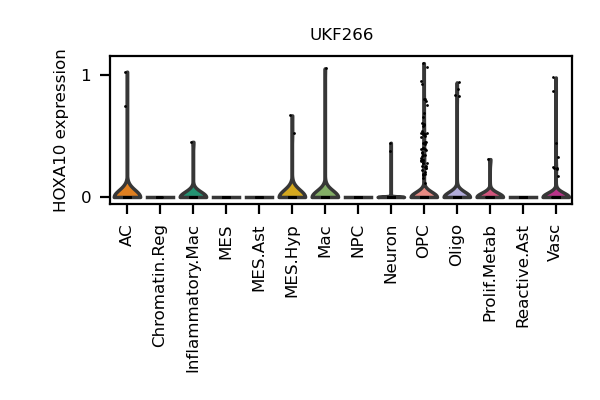 UKF266
HOXA10 expression
1
0
AC
Chromatin.Reg
Inflammatory.Mac
MES
MES.Ast
MES.Hyp
Mac
NPC
Neuron
OPC
Oligo
Prolif.Metab
Reactive.Ast
Vasc